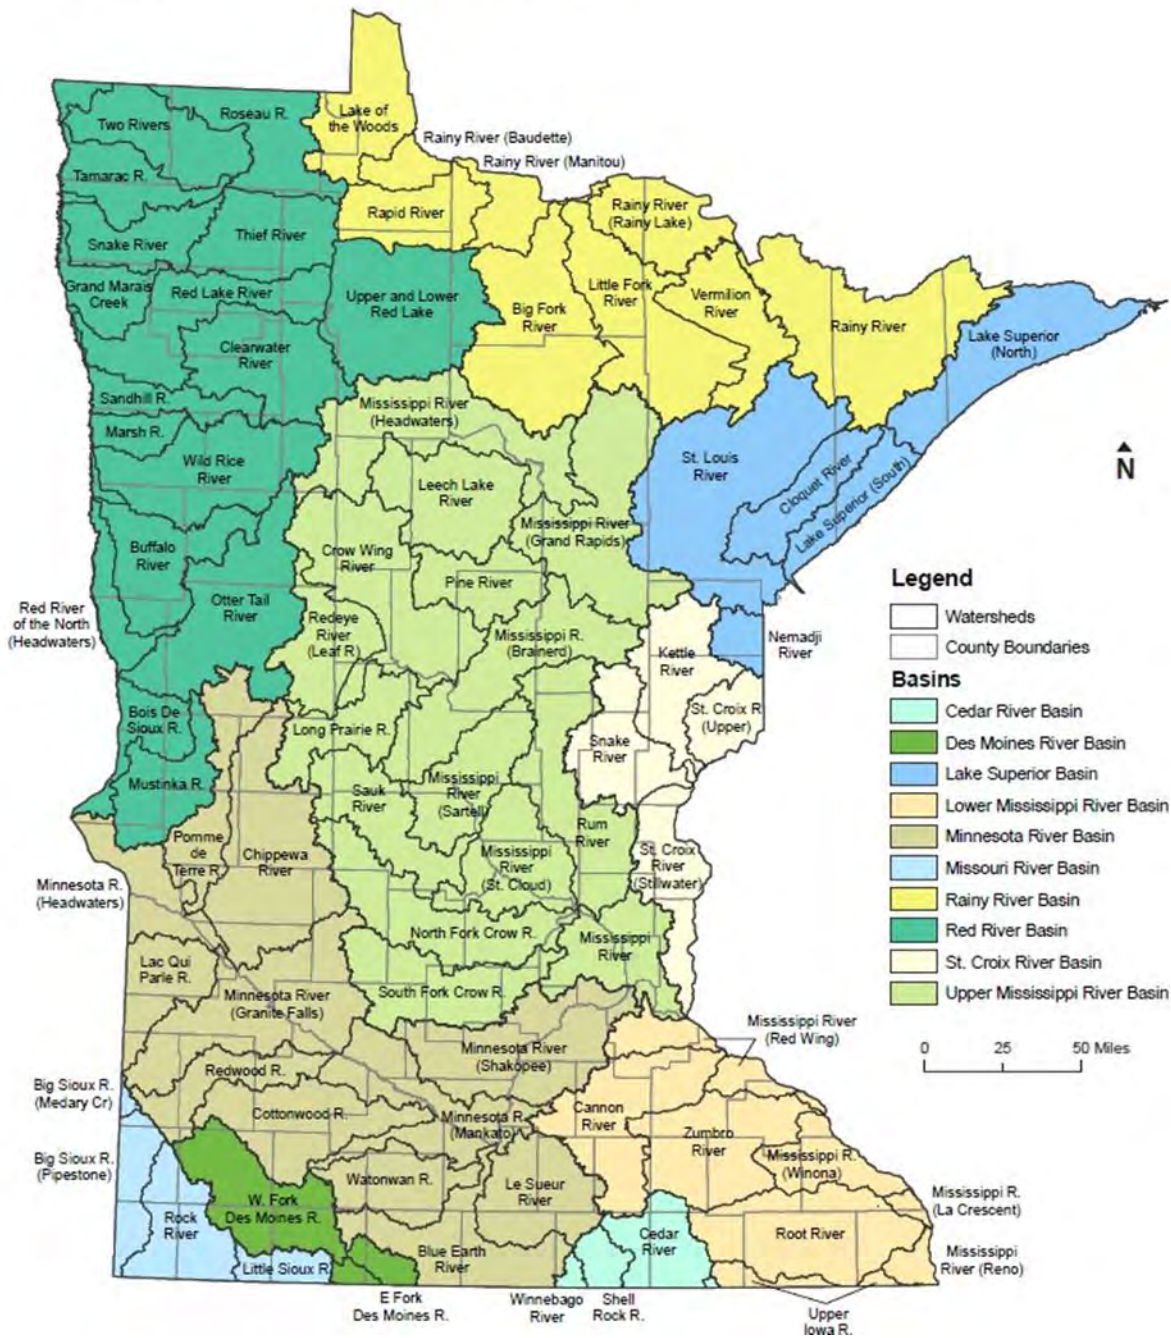 Two Rivers
Roseau R.
Lake of
the Woods
Rainy River (Baudette)
Rainy River (Manitou)
Tamarac R.
Rapid River
Rainy River
(Rainy Lake)
Snake River
Thief River
Grand Marais
Creek
Red Lake River
Upper and Lower
Red Lake
Big Fork
River
Little Fork
River
Vermilion
River
Rainy River
Lake Superior
(North)
Clearwater
River
Sandhill R.
Mississippi River
(Headwaters)
Marsh R.
Wild Rice
River
St. Louis
River
Cloquet River
Lake Superior (South)
N
Leech Lake
River
Mississippi River
(Grand Rapids)
Buffalo
River
Crow Wing
River
Pine River
Red River
of the North
(Headwaters)
Otter Tail
River
Redeye
River
(Leaf R)
Mississippi R.
(Brainerd)
Kettle
River
Nemadji
River
Bois De
Sioux R.
Long Prairie R.
St. Croix R
(Upper)
Snake
River
Mustinka R.
Sauk
River
Mississippi
River
(Sartell)
Rum
River
Pomme
de
Terre R
Chippewa
River
Mississippi
River
(St. Cloud)
St. Croix
River
(Stillwater)
Minnesota R.
(Headwaters)
North Fork Crow R.
Mississippi
River
Lac Qui
Parle R.
Minnesota River
(Granite Falls)
South Fork Crow R.
Mississippi River
(Red Wing)
Minnesota River
(Shakopee)
Redwood R.
Big Sioux R.
(Medary Cr)
Cottonwood R.
Minnesota R.
(Mankato)
Cannon
River
Zumbro
River
Big Sioux R.
(Pipestone)
Watonwan R.
Le Sueur
River
Mississippi R.
(Winona)
Mississippi R.
(La Crescent)
W. Fork
Des Moines R.
Rock
River
Cedar
River
Root River
Blue Earth
River
Little Sioux R.
Mississippi
River (Reno)
E Fork
Des Moines R.
Winnebago
River
Shell
Rock R.
Upper
Iowa R.
Legend
Watersheds
County Boundaries
Basins
Cedar River Basin
Des Moines River Basin
Lake Superior Basin
Lower Mississippi River Basin
Minnesota River Basin
Missouri River Basin
Rainy River Basin
Red River Basin
St. Croix River Basin
Upper Mississippi River Basin
0 25 50 Miles